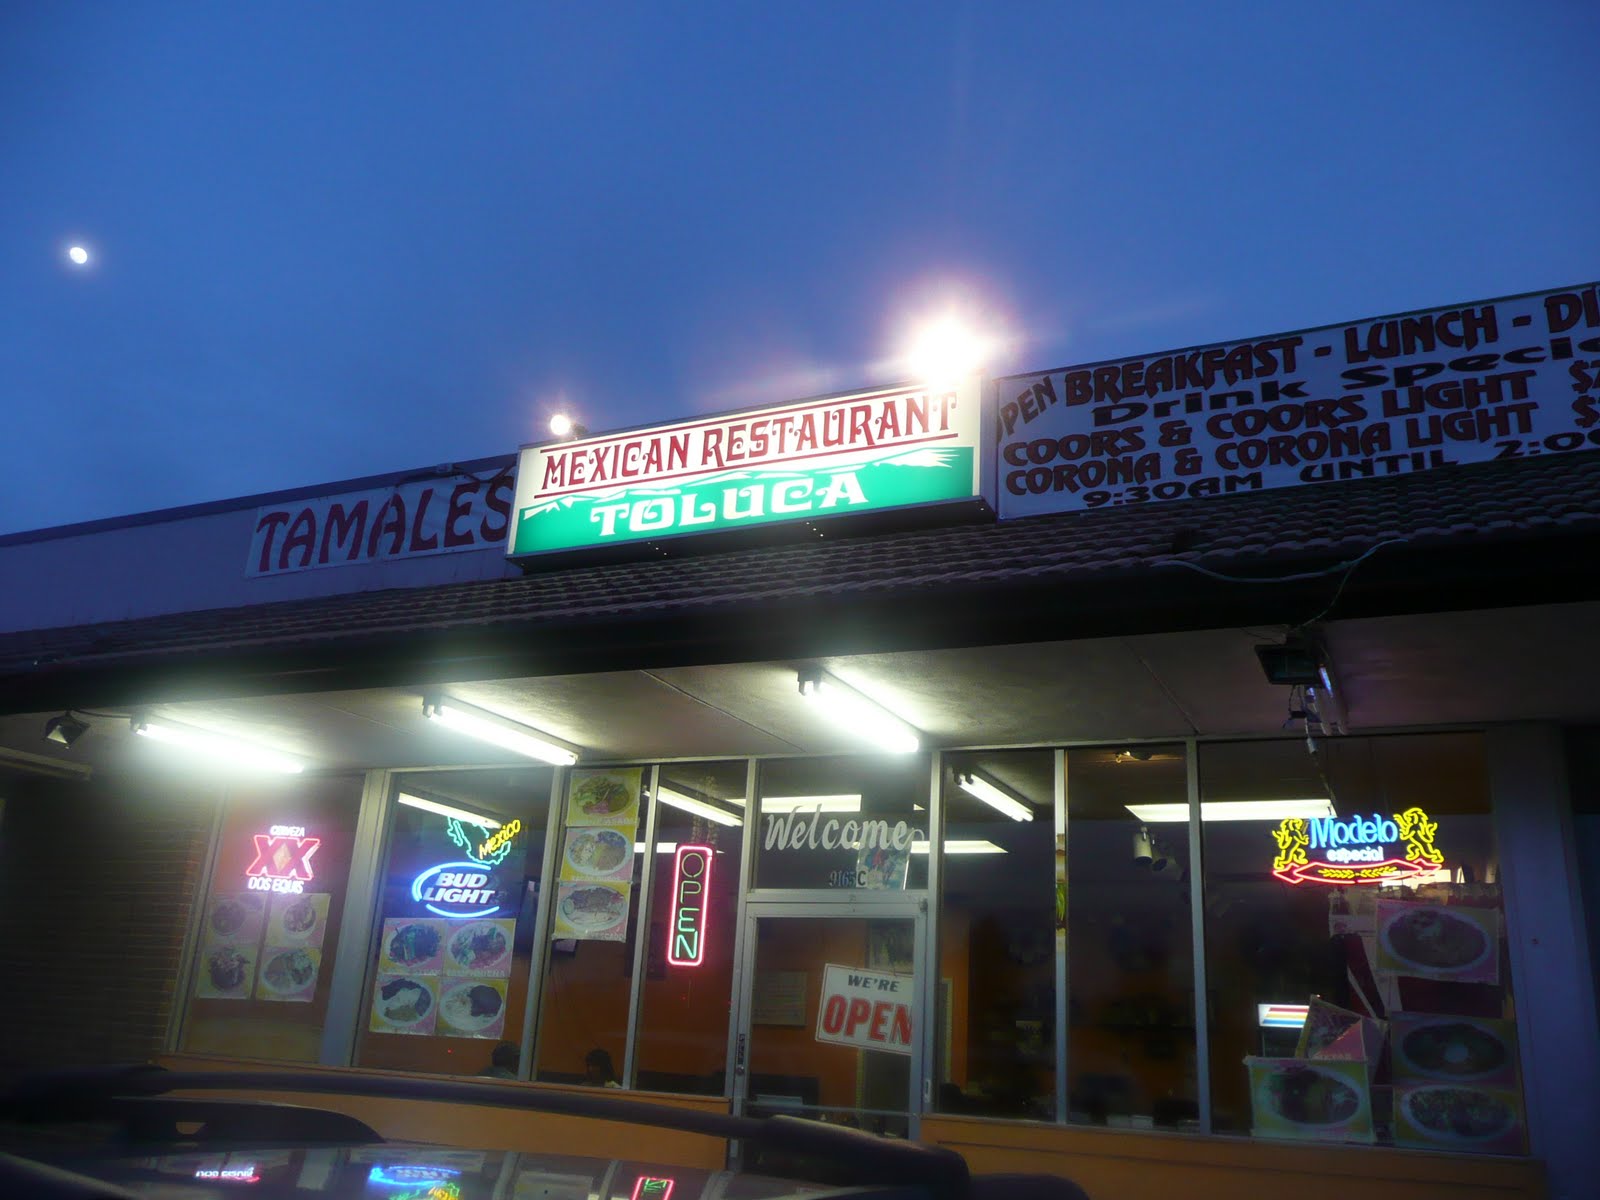 TAMALES
MEXICAN RESTAURANT
TOLUCA
OPEN BREAKFAST - LUNCH -
Drink
COORS & COORS LIGHT
CORONA & CORONA LIGHT
9:30AM UNTIL
CERVEZA
XX
DOS EQUIS
Mexico
BUD
LIGHT
OPEN
Welcome
WE'RE
OPEN
Modelo
especial